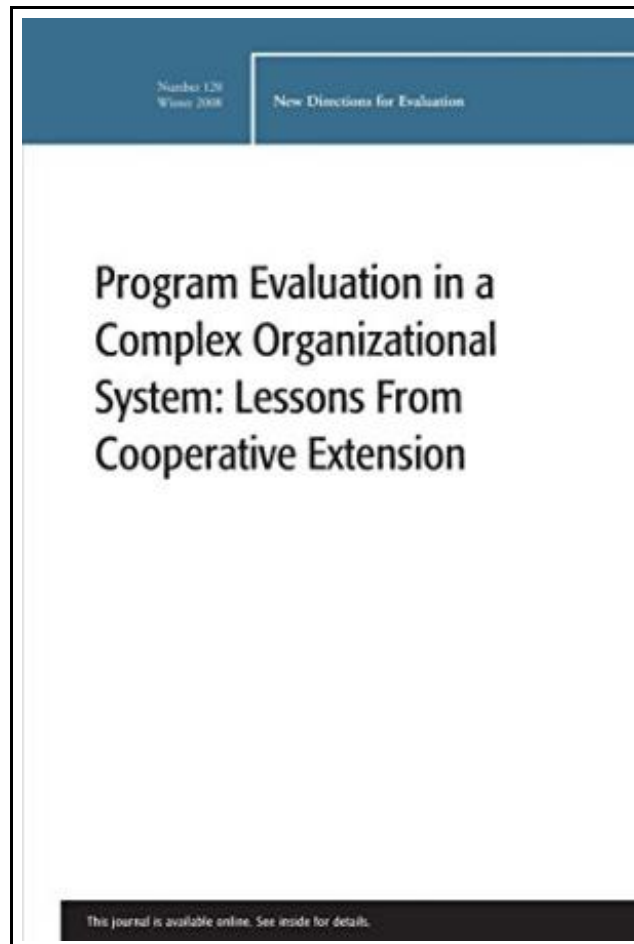 Number 120
Winter 2008
New Directions for Evaluation
Program Evaluation in a
Complex Organizational
System: Lessons From
Cooperative Extension
This journal is available online. See inside for details.